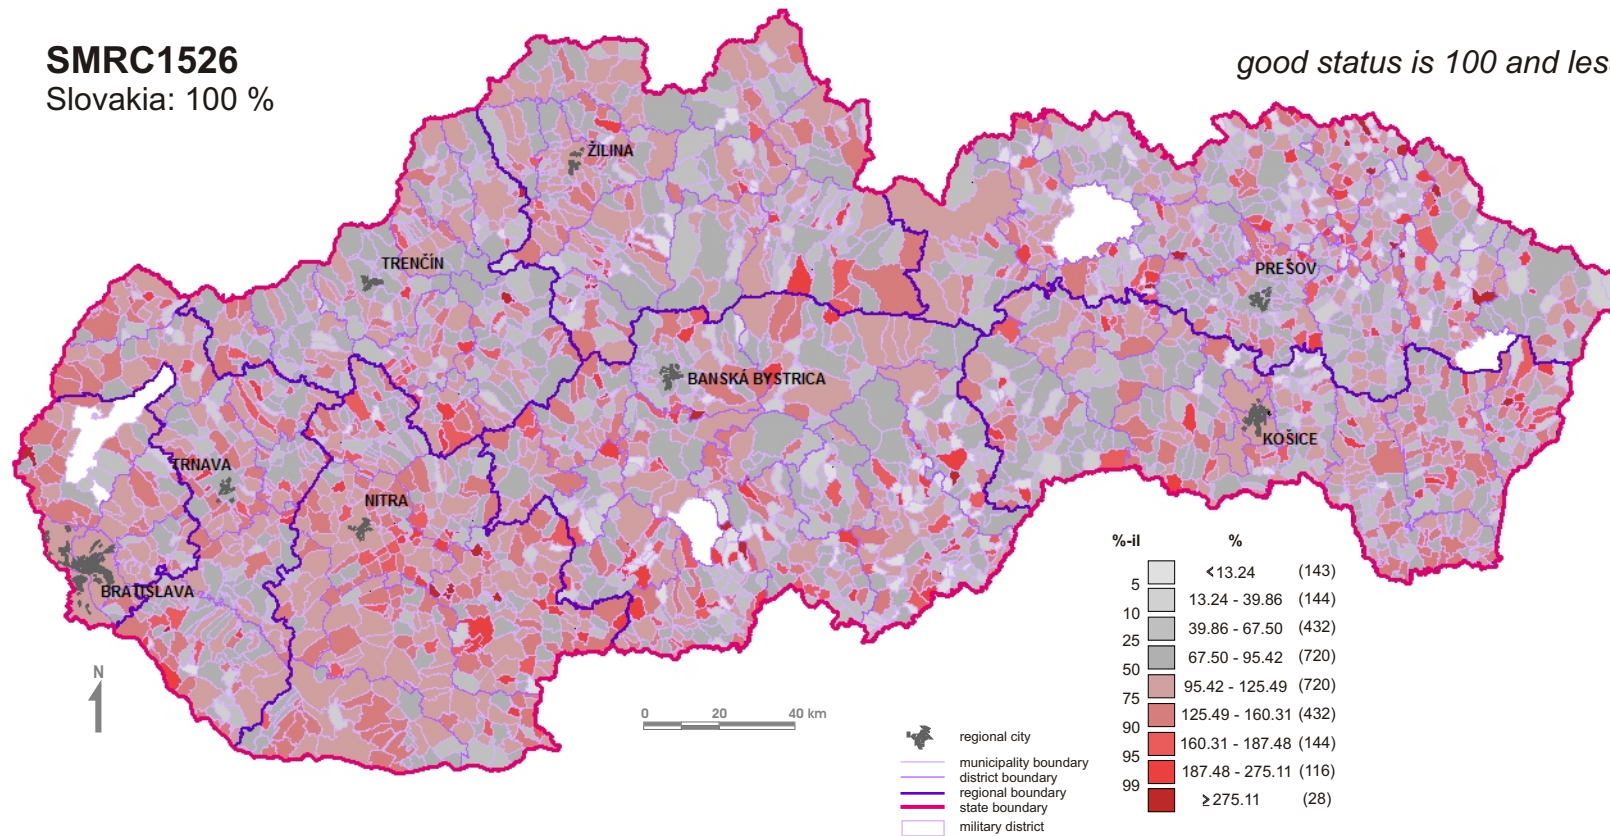 SMRC1526
Slovakia: 100 %
good status is 100 and less
ŽILINA
TRENČÍN
PREŠOV
BANSKÁ BYSTRICA
KOŠICE
TRNAVA
NITRA
BRATISLAVA
N
0 20 40 km
regional city
municipality boundary
district boundary
regional boundary
state boundary
military district
%-il %
<13.24 (143)
5
13.24 - 39.86 (144)
10
39.86 - 67.50 (432)
25
67.50 - 95.42 (720)
50
95.42 - 125.49 (720)
75
125.49 - 160.31 (432)
90
160.31 - 187.48 (144)
95
187.48 - 275.11 (116)
99
≥275.11 (28)